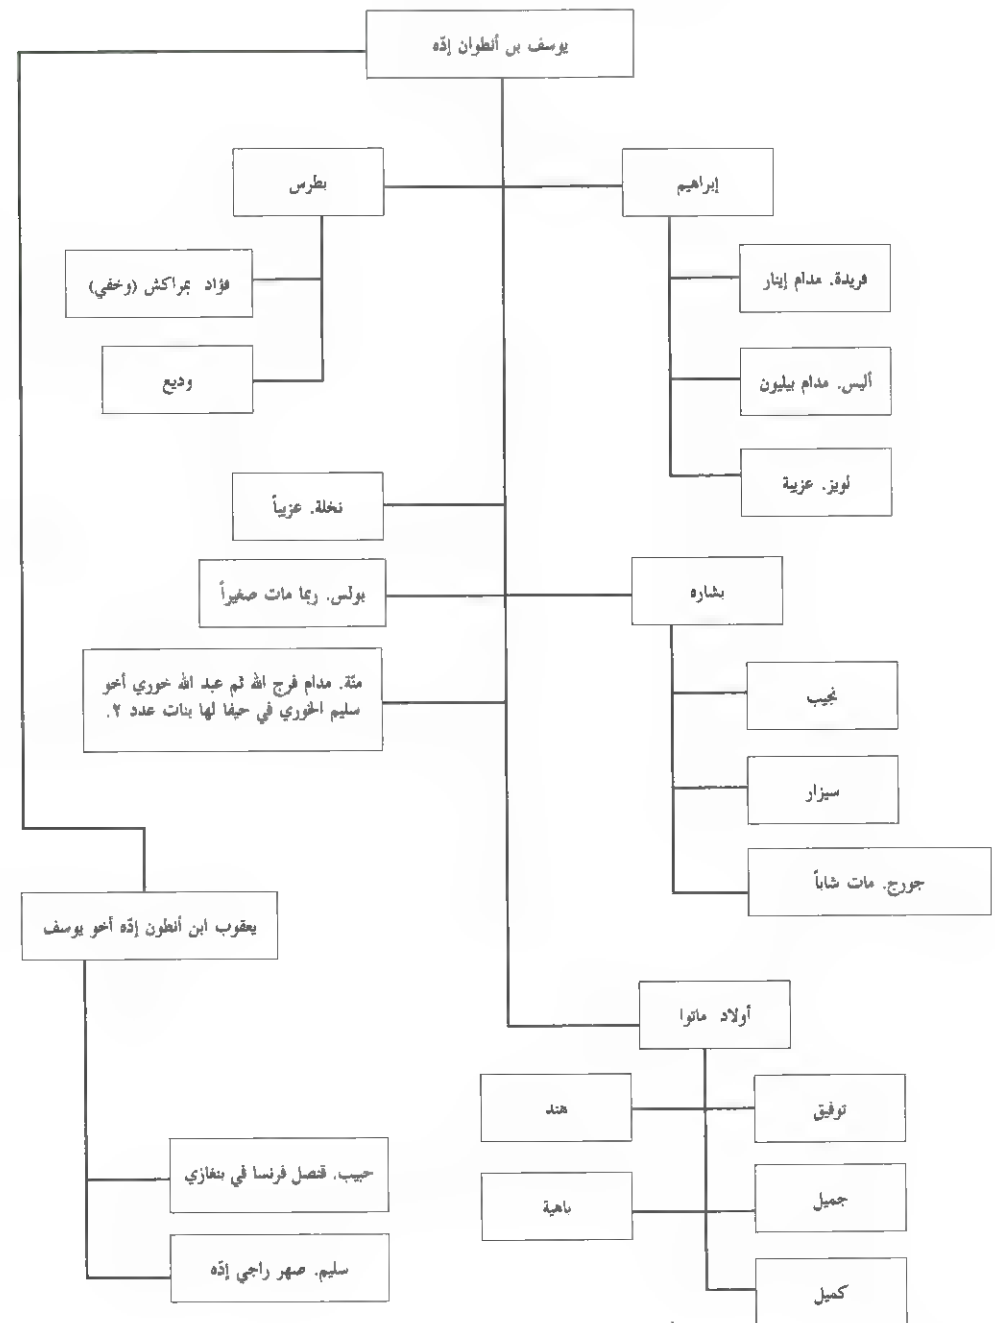 يوسف بن أنطوان إدّه
إبراهيم
بطرس
فريدة. مدام إينار
فؤاد بمراكش (وخفي)
أليس. مدام بيليون
وديع
لويز. عزبية
نخلة. عزبياً
بشاره
بولس. ربما مات صغيراً
منّة. مدام فرج الله ثم عبد الله خوري أخو
سليم الخوري في حيفا لها بنات عدد ٢.
نجيب
سيزار
جورج. مات شاباً
يعقوب ابن أنطون إدّه أخو يوسف
أولاد ماتوا
توفيق
هند
جميل
باهية
كميل
حبيب. قنصل فرنسا في بنغازي
سليم. صهر راجي إدّه